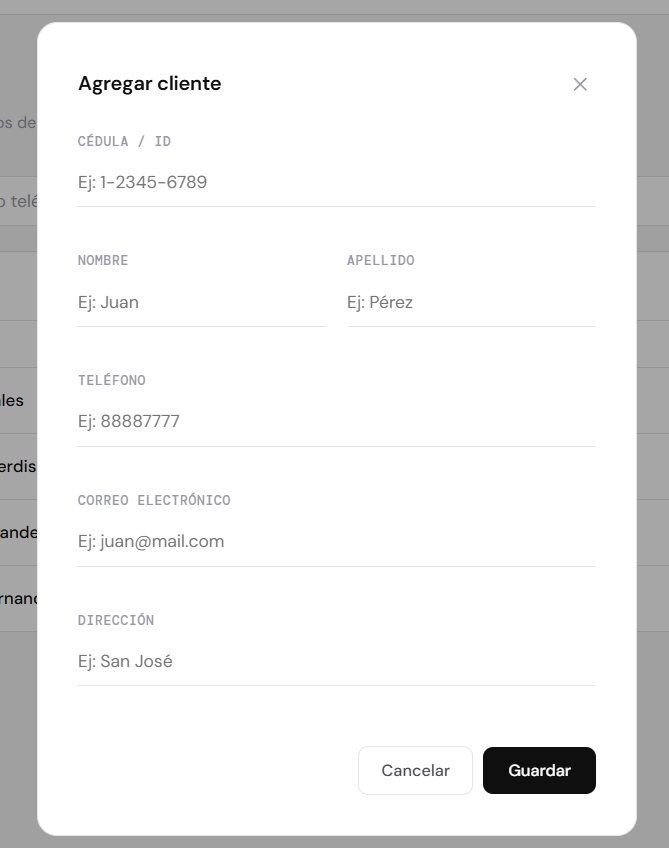 Agregar cliente
CÉDULA / ID
os de
Ej: 1-2345-6789
o telé
NOMBRE
APELLIDO
Ej: Juan
Ej: Pérez
TELÉFONO
ales
Ej: 88887777
erdis
CORREO ELECTRÓNICO
ande
Ej: juan@mail.com
rnand
DIRECCIÓN
Ej: San José
Cancelar
Guardar